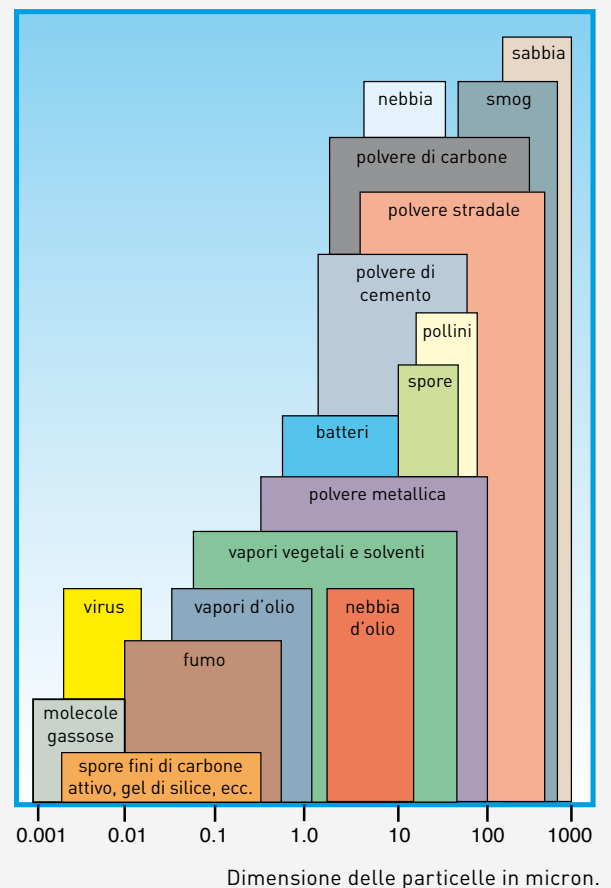 sabbia
nebbia
smog
polvere di carbone
polvere stradale
polvere di
cemento
pollini
spore
batteri
polvere metallica
vapori vegetali e solventi
virus
vapori d'olio
nebbia
d'olio
fumo
molecole
gassose
spore fini di carbone
attivo, gel di silice, ecc.
0.001 0.01 0.1 1.0 10 100 1000
Dimensione delle particelle in micron.